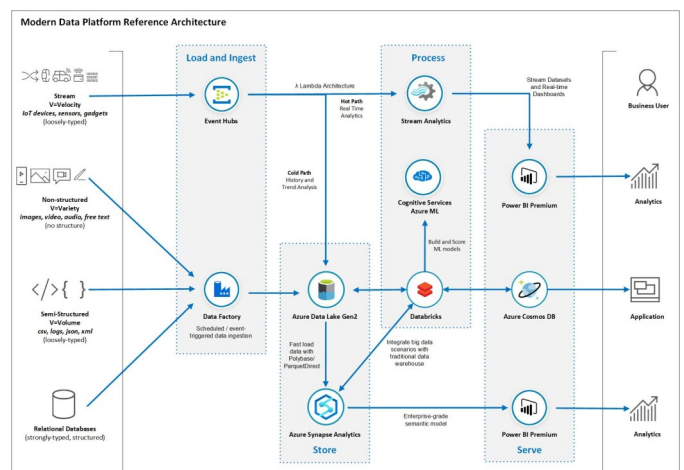 Modern Data Platform Reference Architecture
Load and Ingest
Process
Stream
V=Velocity
IoT devices, sensors, gadgets
(loosely-typed)
Event Hubs
λ Lambda Architecture
Hot Path
Real Time
Analytics
Stream Analytics
Stream Datasets
and Real-time
Dashboards
Business User
Cold Path
History and
Trend Analysis
Non-structured
V=Variety
images, video, audio, free text
(no structure)
Cognitive Services
Azure ML
Power BI Premium
Analytics
Build and Score
ML models
</>{ }
Semi-Structured
V=Volume
csv, logs, json, xml
(loosely-typed)
Data Factory
Scheduled / event-
triggered data ingestion
Azure Data Lake Gen2
Databricks
Azure Cosmos DB
Application
Fast load
data with
Polybase/
ParquetDirect
Integrate big data
scenarios with
traditional data
warehouse
Relational Databases
(strongly-typed, structured)
Azure Synapse Analytics
Enterprise-grade
semantic model
Power BI Premium
Analytics
Store
Serve